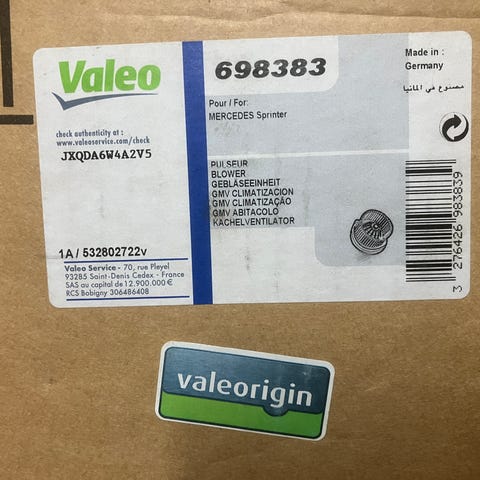 Valeo
698383
Made in :
Germany
مصنوع في المانيا
Pour / For:
MERCEDES Sprinter
check authenticity at :
www.valeoservice.com/check
JXQDA6W4A2V5
PULSEUR
BLOWER
GEBLÄSEEINHEIT
GMV CLIMATIZACION
GMV CLIMATIZAÇÃO
GMV ABITACOLO
KACHELVENTILATOR
1A / 532802722v
Valeo Service - 70, rue Pleyel
93285 Saint-Denis Cedex - France
SAS au capital de 12.900.000 €
RCS Bobigny 306486408
3 276426 983839
valeorigin